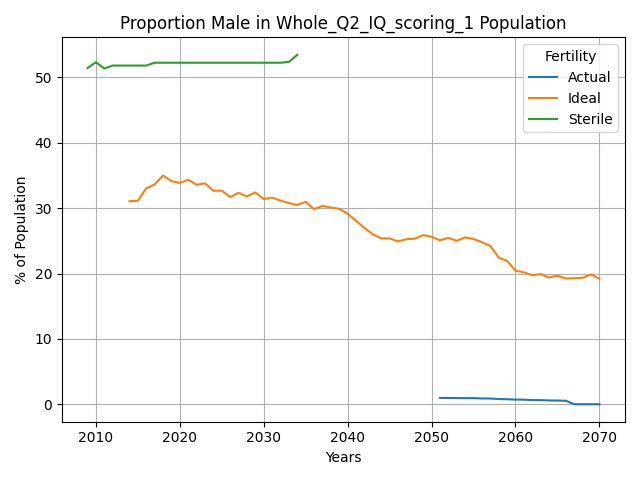 Proportion Male in Whole_Q2_IQ_scoring_1 Population
% of Population
50
40
30
20
10
0
Fertility
Actual
Ideal
Sterile
2010 2020 2030 2040 2050 2060 2070
Years